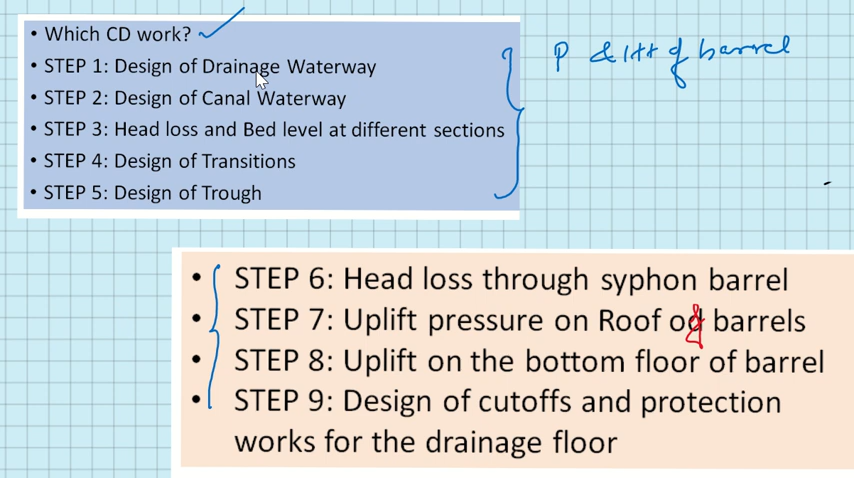 • Which CD work?
• STEP 1: Design of Drainage Waterway
• STEP 2: Design of Canal Waterway
• STEP 3: Head loss and Bed level at different sections
• STEP 4: Design of Transitions
• STEP 5: Design of Trough
of barrel
• STEP 6: Head loss through syphon barrel
• STEP 7: Uplift pressure on Roof of barrels
• STEP 8: Uplift on the bottom floor of barrel
• STEP 9: Design of cutoffs and protection
works for the drainage floor